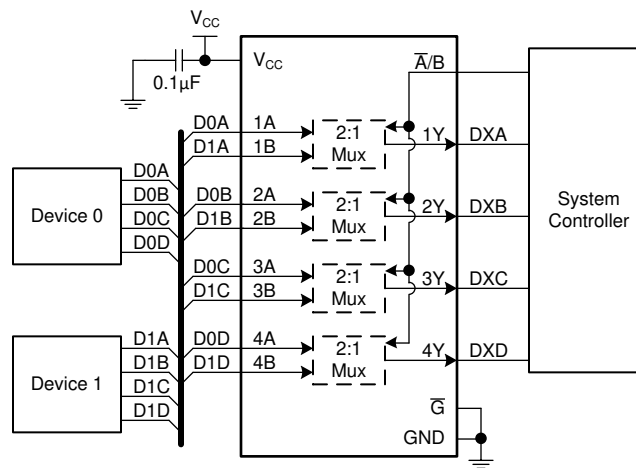 V_CC
0.1µF
V_CC
A̅/B
D0A 1A
D1A 1B
2:1
Mux
1Y DXA
D0B 2A
D1B 2B
2:1
Mux
2Y DXB
D0C 3A
D1C 3B
2:1
Mux
3Y DXC
D0D 4A
D1D 4B
2:1
Mux
4Y DXD
G̅
GND
Device 0
D0A
D0B
D0C
D0D
Device 1
D1A
D1B
D1C
D1D
System
Controller